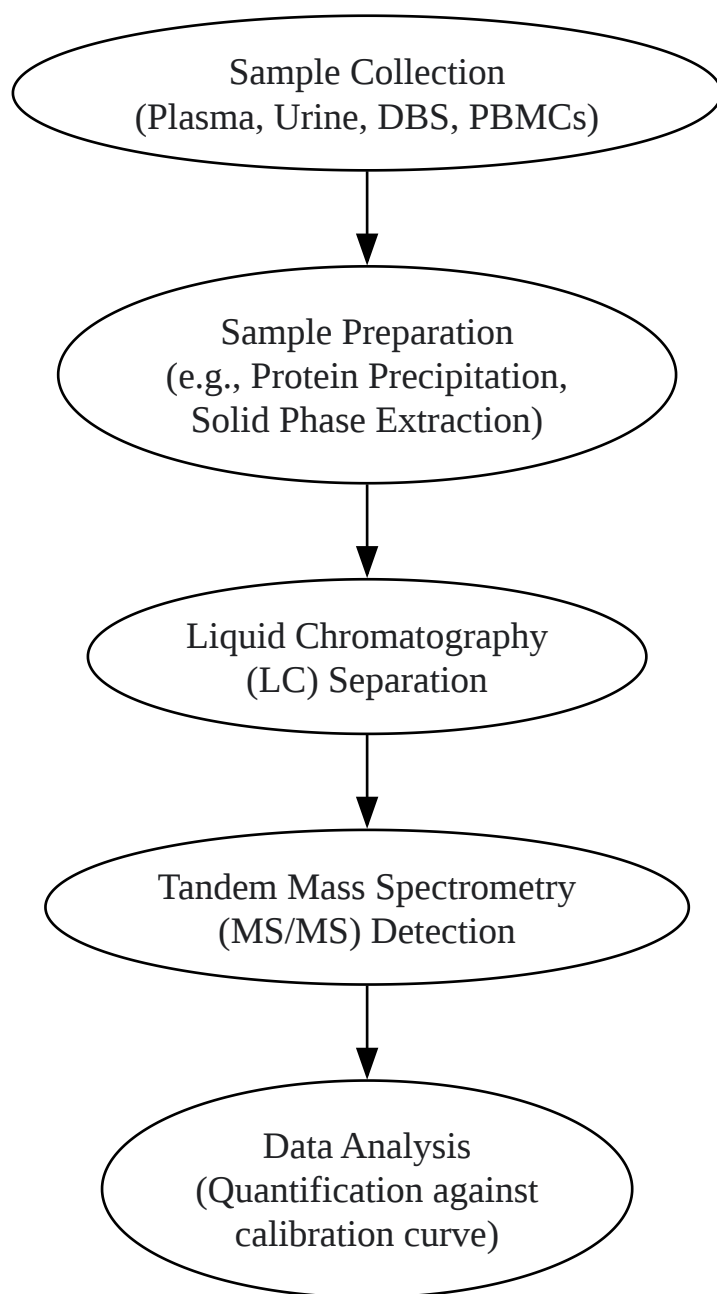 Sample Collection
(Plasma, Urine, DBS, PBMCs)
Sample Preparation
(e.g., Protein Precipitation,
Solid Phase Extraction)
Liquid Chromatography
(LC) Separation
Tandem Mass Spectrometry
(MS/MS) Detection
Data Analysis
(Quantification against
calibration curve)